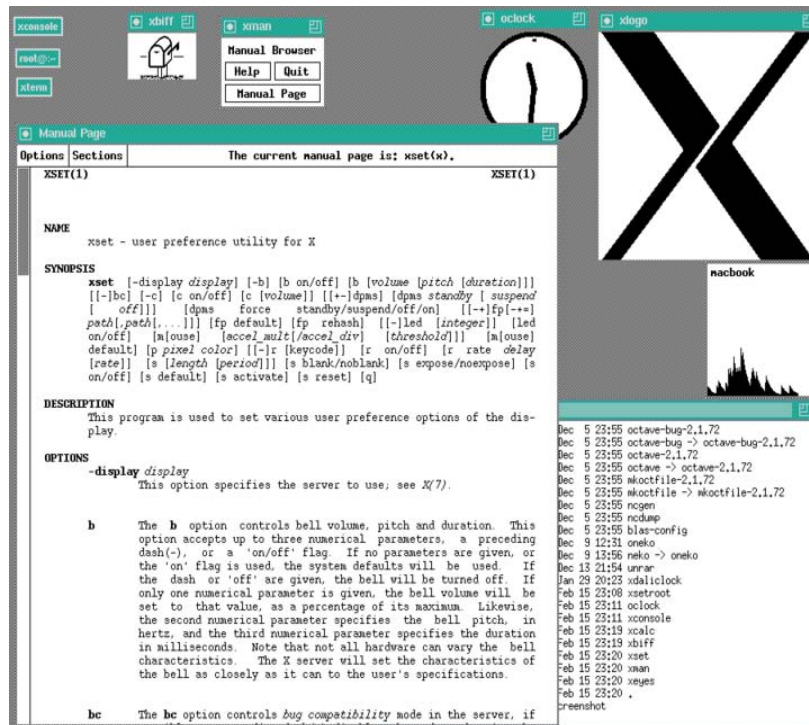 xconsole
xbiff
xman
oclock
xlogo
root@:~
xterm
Manual Browser
Help Quit
Manual Page
Manual Page
Options Sections The current manual page is: xset(x).
XSET(1) XSET(1)
NAME
xset - user preference utility for X
SYNOPSIS
xset [-display display] [-b] [b on/off] [b [volume [pitch [duration]]]
[[-]bc] [-c] [c on/off] [c [volume]] [[+-]dpms] [dpms standby [ suspend
[ off]]] [dpms force standby/suspend/off/on] [[-+]fp[-+=]
path[,path[,...]]] [fp default] [fp rehash] [[-]led [integer]] [led
on/off] [m[ouse] [accel_mult[/accel_div] [threshold]]] [m[ouse]
default] [p pixel color] [[-]r [keycode]] [r on/off] [r rate delay
[rate]] [s [length [period]]] [s blank/noblank] [s expose/noexpose] [s
on/off] [s default] [s activate] [s reset] [q]
DESCRIPTION
This program is used to set various user preference options of the dis-
play.
OPTIONS
-display display
This option specifies the server to use; see X(7).
b The b option controls bell volume, pitch and duration. This
option accepts up to three numerical parameters, a preceding
dash(-), or a 'on/off' flag. If no parameters are given, or
the 'on' flag is used, the system defaults will be used. If
the dash or 'off' are given, the bell will be turned off. If
only one numerical parameter is given, the bell volume will be
set to that value, as a percentage of its maximum. Likewise,
the second numerical parameter specifies the bell pitch, in
hertz, and the third numerical parameter specifies the duration
in milliseconds. Note that not all hardware can vary the bell
characteristics. The X server will set the characteristics of
the bell as closely as it can to the user's specifications.
bc The bc option controls bug compatibility mode in the server, if
macbook
Dec 5 23:55 octave-bug-2.1.72
Dec 5 23:55 octave-bug -> octave-bug-2.1.72
Dec 5 23:55 octave-2.1.72
Dec 5 23:55 octave -> octave-2.1.72
Dec 5 23:55 mkoctfile-2.1.72
Dec 5 23:55 mkoctfile -> mkoctfile-2.1.72
Dec 5 23:55 ncgen
Dec 5 23:55 ncdump
Dec 5 23:55 blas-config
Dec 9 12:31 oneko
Dec 9 13:56 neko -> oneko
Dec 13 21:54 unrar
Jan 29 20:23 xdaliclock
Feb 15 23:08 xsetroot
Feb 15 23:11 oclock
Feb 15 23:11 xconsole
Feb 15 23:19 xcalc
Feb 15 23:19 xbiff
Feb 15 23:20 xset
Feb 15 23:20 xman
Feb 15 23:20 xeyes
Feb 15 23:20 .
creenshot